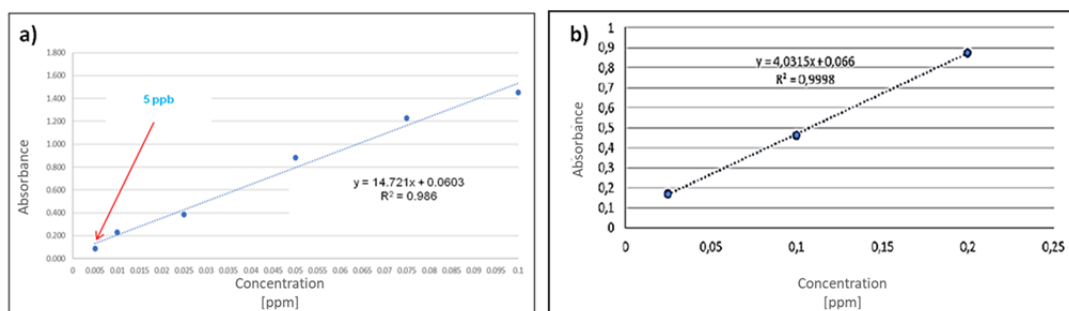 a)
1.800
1.600
1.400
1.200
1.000
0.800
0.600
0.400
0.200
0.000
5 ppb
y = 14.721x + 0.0603
R² = 0.986
Absorbance
0 0.005 0.01 0.015 0.02 0.025 0.03 0.035 0.04 0.045 0.05 0.055 0.06 0.065 0.07 0.075 0.08 0.085 0.09 0.095 0.1
Concentration
[ppm]
b)
1
0,9
0,8
0,7
0,6
0,5
0,4
0,3
0,2
0,1
0
y = 4,0315x + 0,066
R² = 0,9998
Absorbance
0 0,05 0,1 0,15 0,2 0,25
Concentration
[ppm]